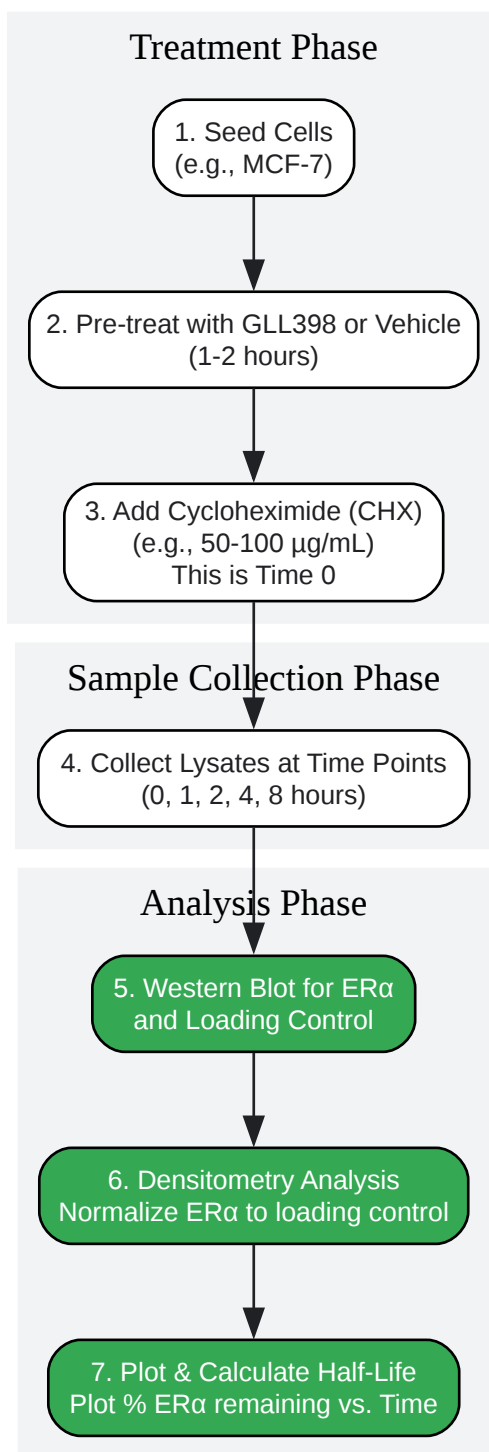 Treatment Phase
1. Seed Cells
(e.g., MCF-7)
2. Pre-treat with GLL398 or Vehicle
(1-2 hours)
3. Add Cycloheximide (CHX)
(e.g., 50-100 µg/mL)
This is Time 0
Sample Collection Phase
4. Collect Lysates at Time Points
(0, 1, 2, 4, 8 hours)
Analysis Phase
5. Western Blot for ERα
and Loading Control
6. Densitometry Analysis
Normalize ERα to loading control
7. Plot & Calculate Half-Life
Plot % ERα remaining vs. Time